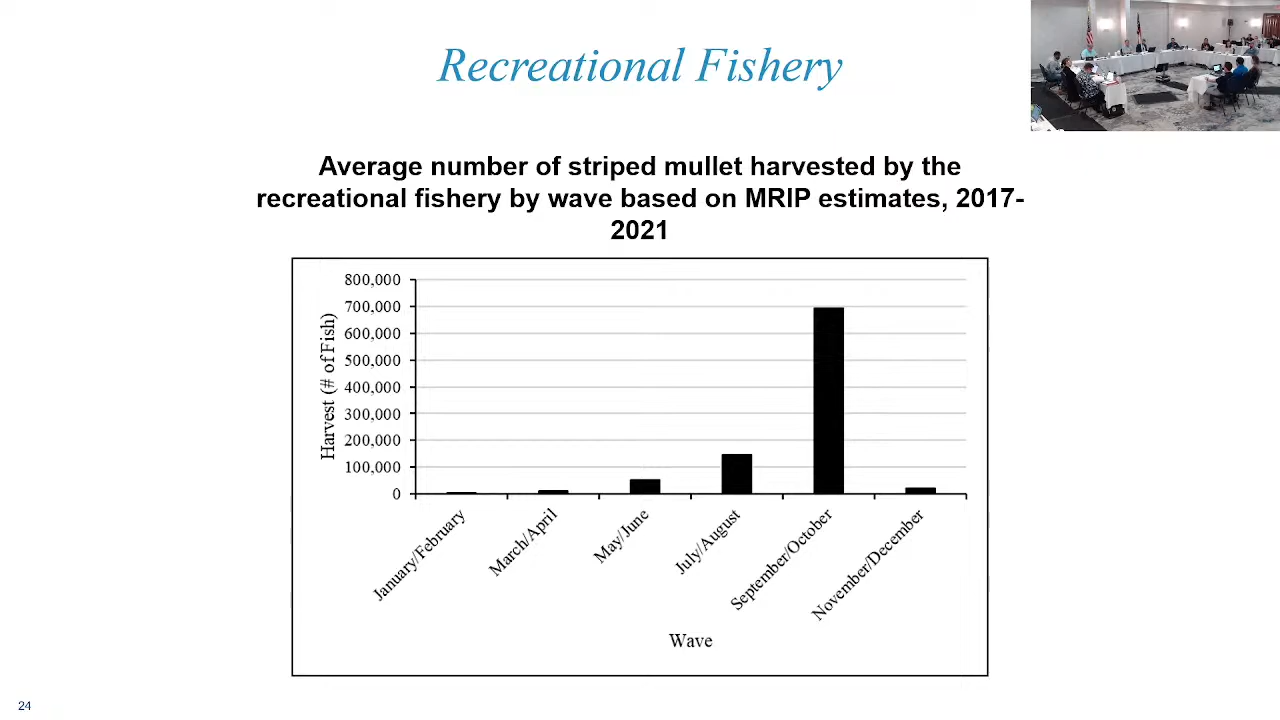 Recreational Fishery
Average number of striped mullet harvested by the
recreational fishery by wave based on MRIP estimates, 2017-
2021
Harvest (# of Fish)
800,000
700,000
600,000
500,000
400,000
300,000
200,000
100,000
0
January/February
March/April
May/June
July/August
September/October
November/December
Wave
24